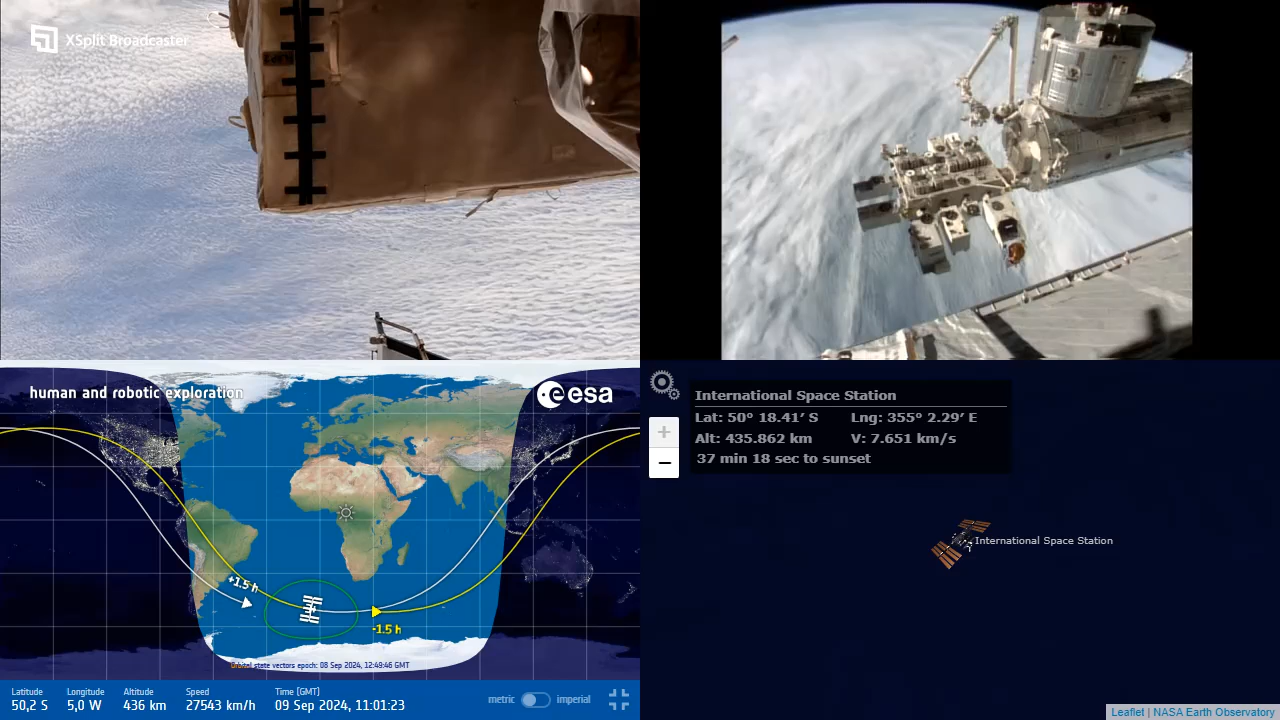 XSplit Broadcaster
human and robotic exploration
esa
+1.5 h
-1.5 h
Orbital state vectors epoch: 08 Sep 2024, 12:49:46 GMT
Latitude Longitude Altitude Speed Time (GMT)
50,2 S 5,0 W 436 km 27543 km/h 09 Sep 2024, 11:01:23
metric imperial
+
−
International Space Station
Lat: 50° 18.41′ S Lng: 355° 2.29′ E
Alt: 435.862 km V: 7.651 km/s
37 min 18 sec to sunset
International Space Station
Leaflet | NASA Earth Observatory